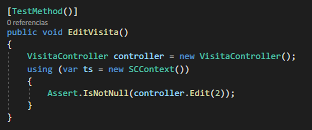 [TestMethod()]
0 referencias
public void EditVisita()
{
VisitaController controller = new VisitaController();
using (var ts = new SCContext())
{
Assert.IsNotNull(controller.Edit(2));
}
}